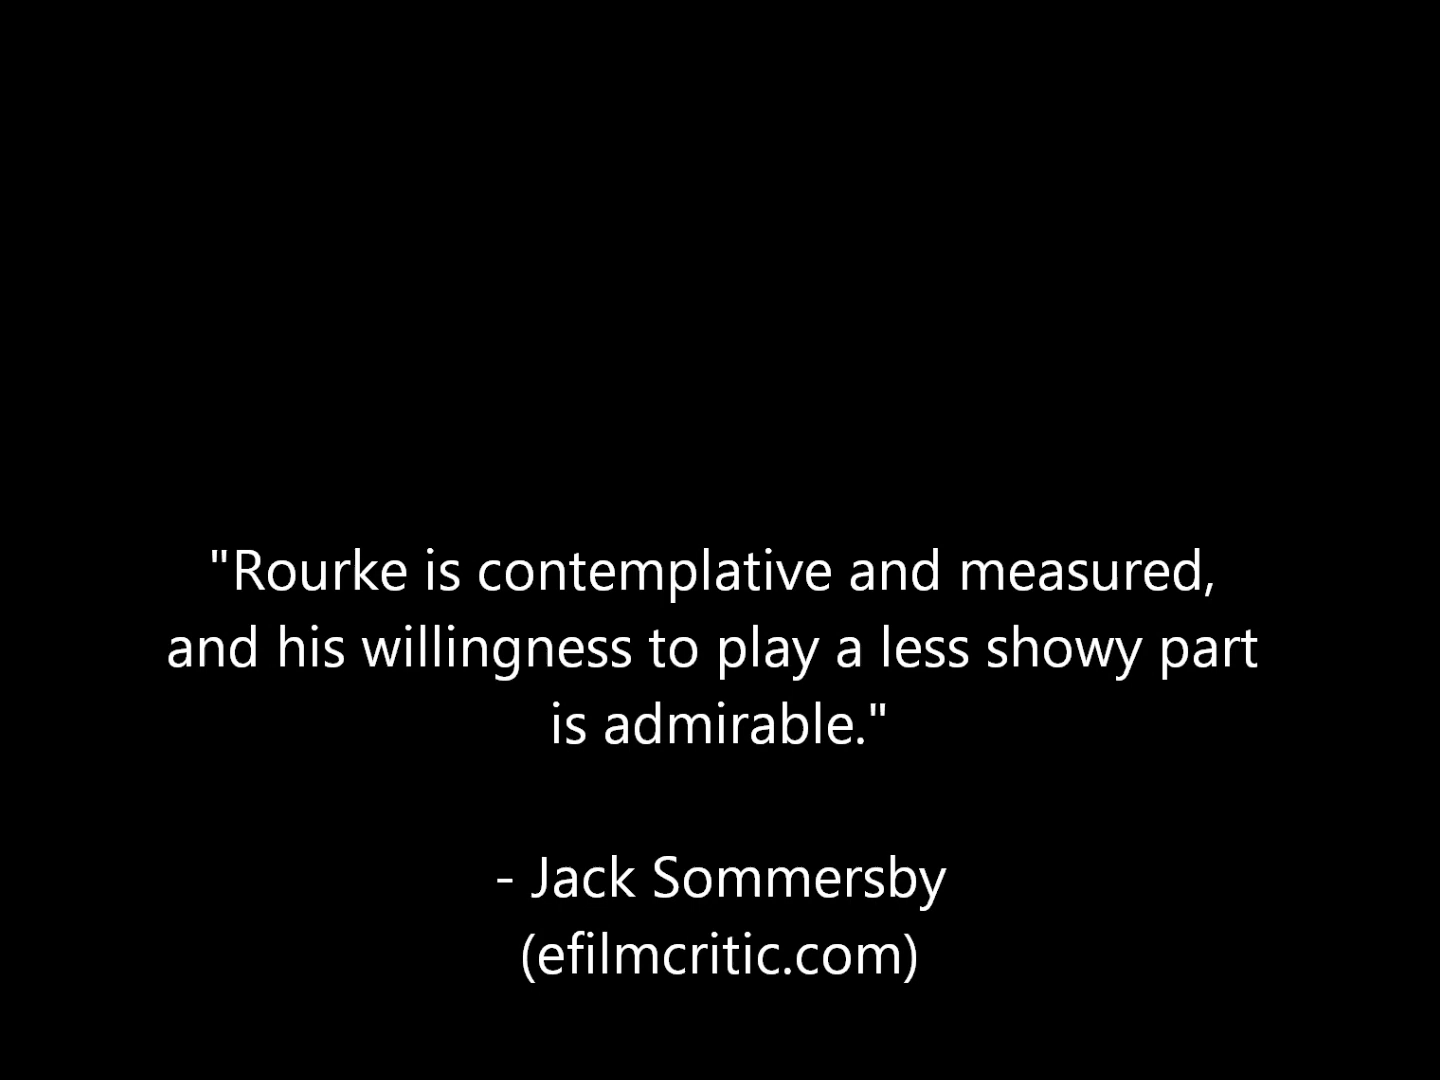 "Rourke is contemplative and measured,
and his willingness to play a less showy part
is admirable."
- Jack Sommersby
(efilmcritic.com)